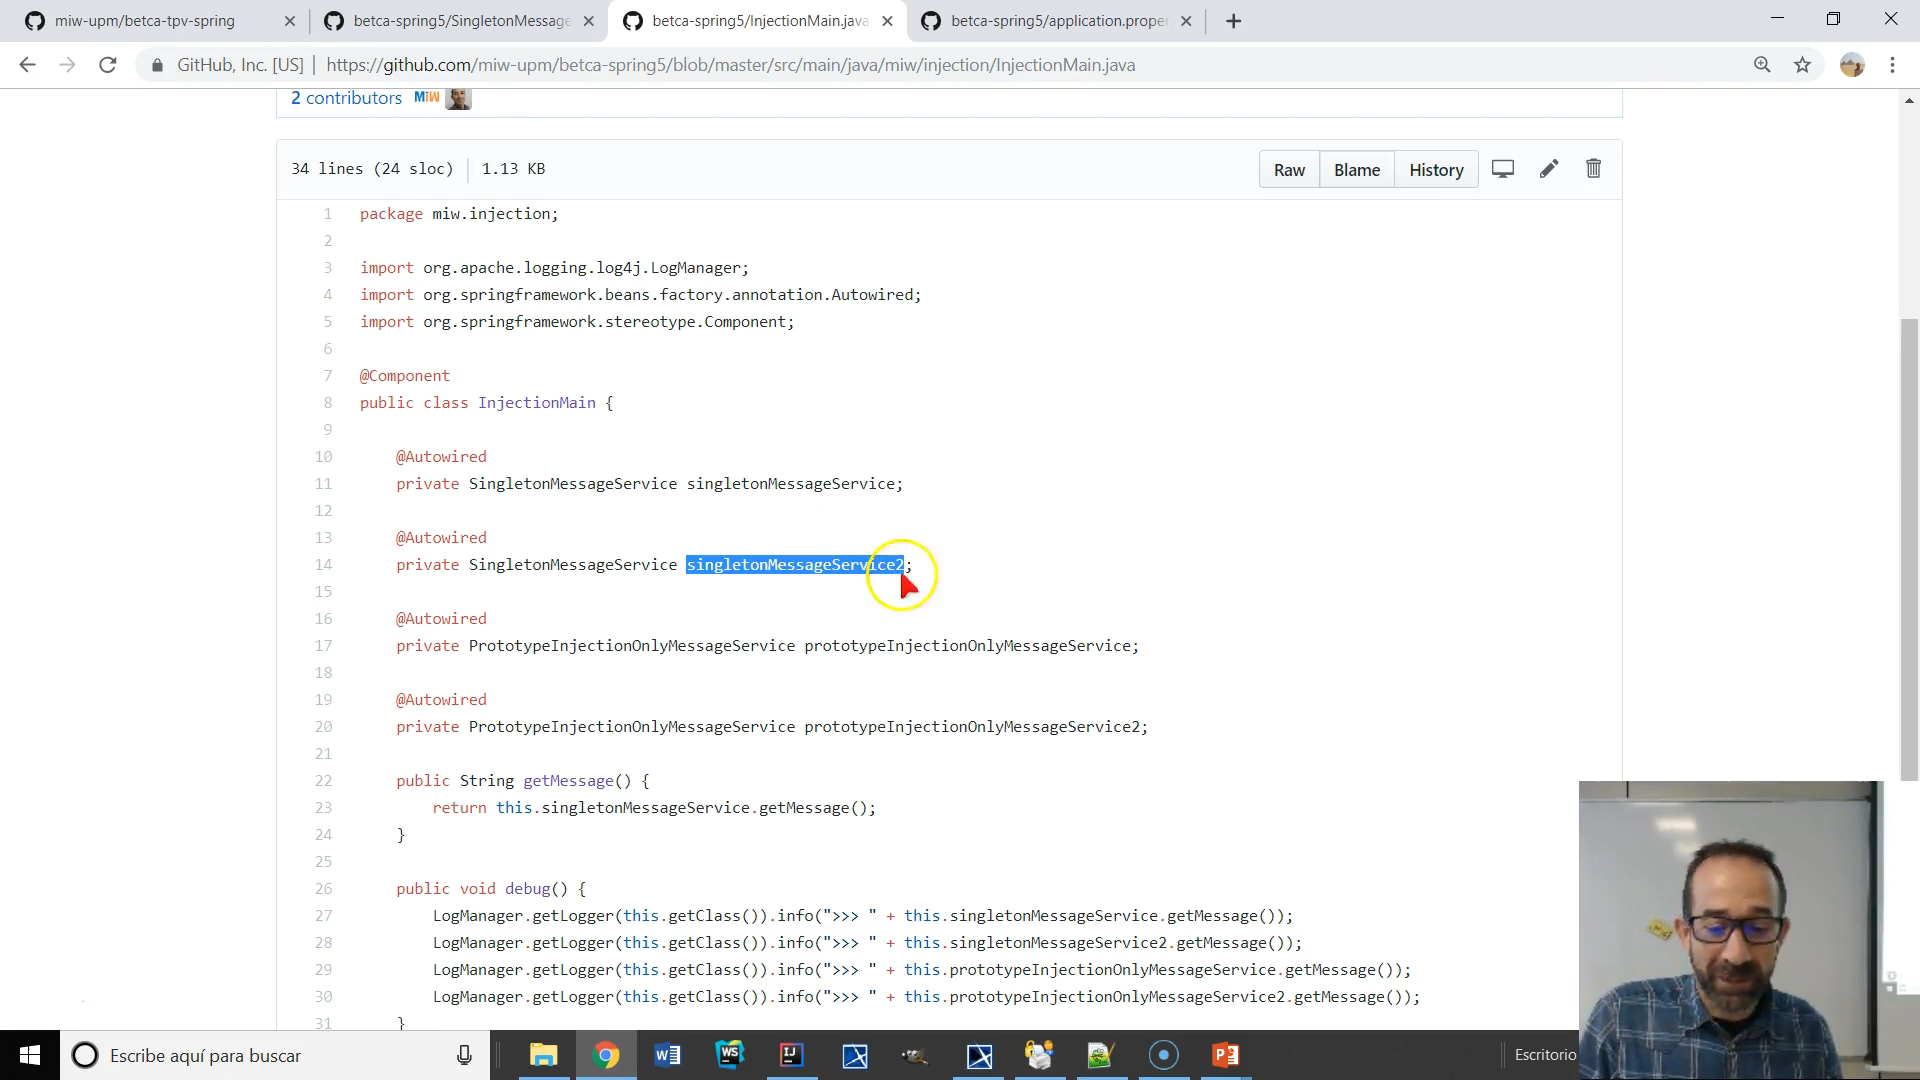 miw-upm/betca-tpv-spring
betca-spring5/SingletonMessage
betca-spring5/InjectionMain.java
betca-spring5/application.proper
GitHub, Inc. [US] | https://github.com/miw-upm/betca-spring5/blob/master/src/main/java/miw/injection/InjectionMain.java
2 contributors MiW
34 lines (24 sloc) 1.13 KB Raw Blame History
1 package miw.injection;
2
3 import org.apache.logging.log4j.LogManager;
4 import org.springframework.beans.factory.annotation.Autowired;
5 import org.springframework.stereotype.Component;
6
7 @Component
8 public class InjectionMain {
9
10 @Autowired
11 private SingletonMessageService singletonMessageService;
12
13 @Autowired
14 private SingletonMessageService singletonMessageService2;
15
16 @Autowired
17 private PrototypeInjectionOnlyMessageService prototypeInjectionOnlyMessageService;
18
19 @Autowired
20 private PrototypeInjectionOnlyMessageService prototypeInjectionOnlyMessageService2;
21
22 public String getMessage() {
23 return this.singletonMessageService.getMessage();
24 }
25
26 public void debug() {
27 LogManager.getLogger(this.getClass()).info(">>> " + this.singletonMessageService.getMessage());
28 LogManager.getLogger(this.getClass()).info(">>> " + this.singletonMessageService2.getMessage());
29 LogManager.getLogger(this.getClass()).info(">>> " + this.prototypeInjectionOnlyMessageService.getMessage());
30 LogManager.getLogger(this.getClass()).info(">>> " + this.prototypeInjectionOnlyMessageService2.getMessage());
31 }
Escribe aquí para buscar
WS
IJ
Escritorio